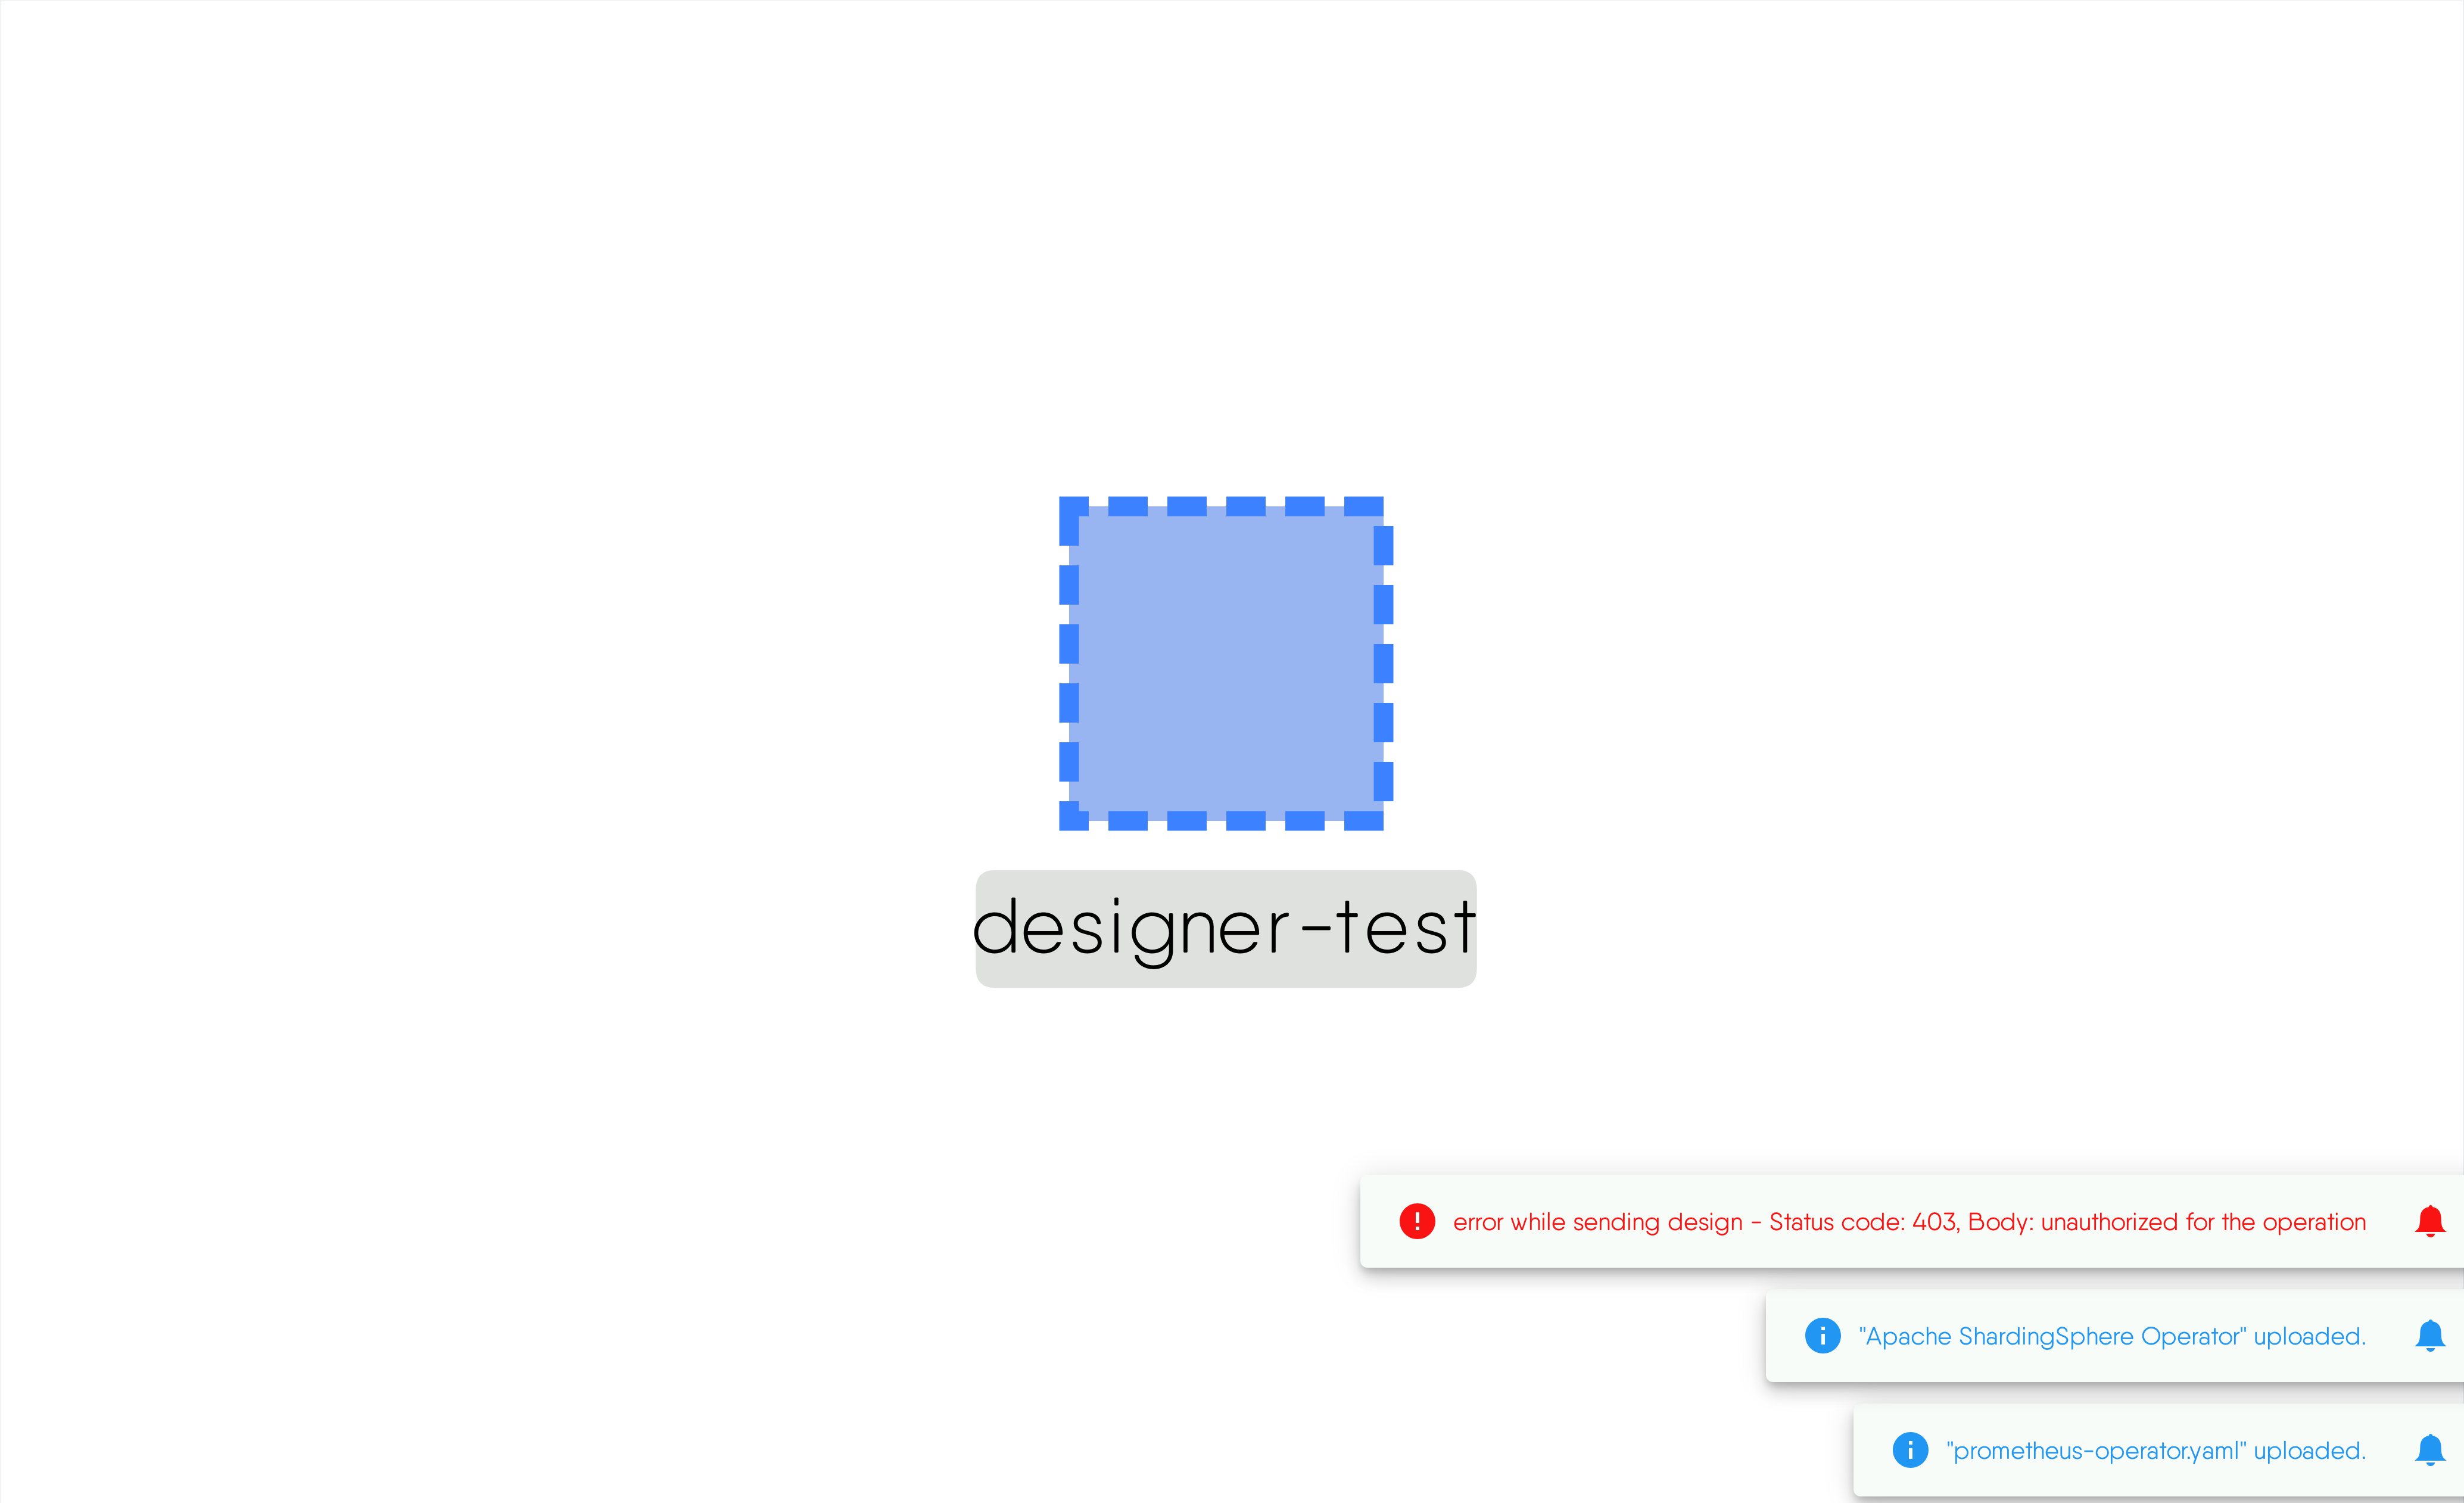 designer-test
error while sending design - Status code: 403, Body: unauthorized for the operation
"Apache ShardingSphere Operator" uploaded.
"prometheus-operator.yaml" uploaded.